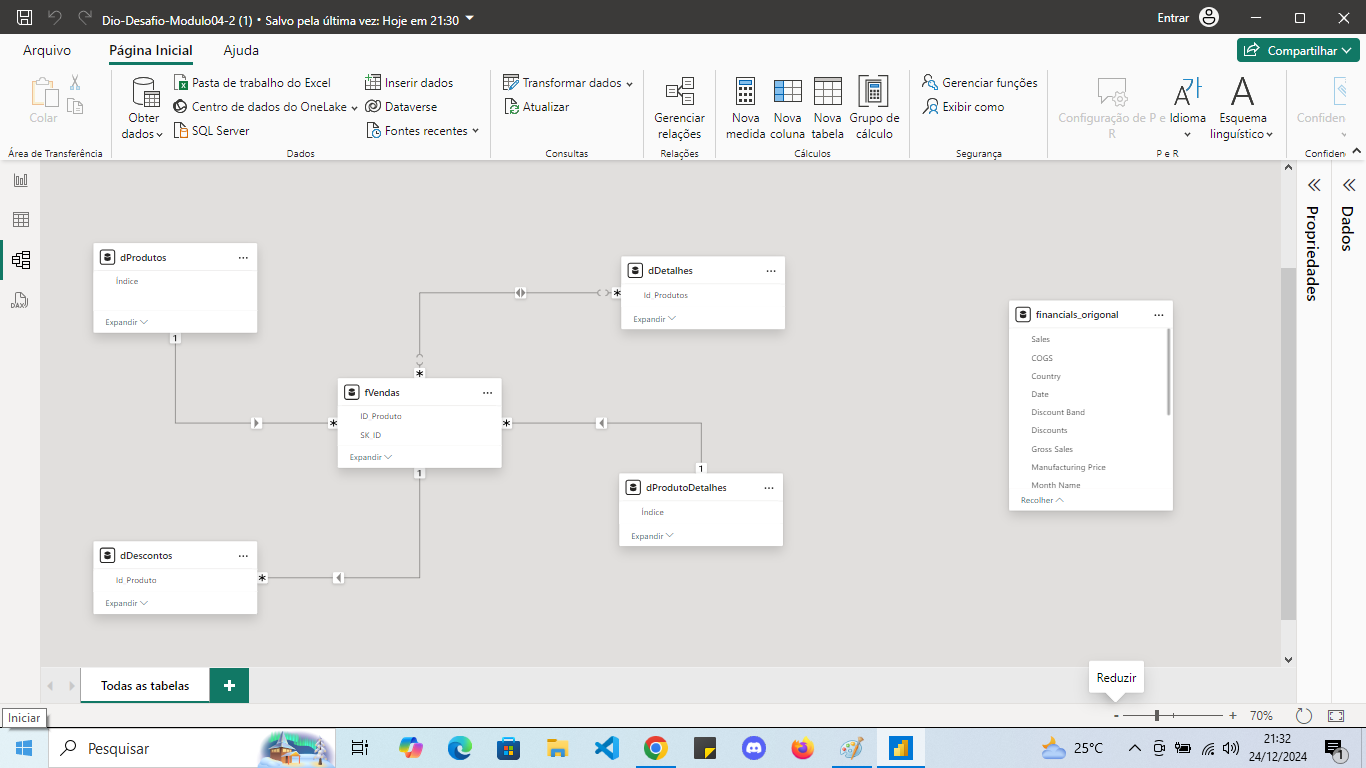 Dio-Desafio-Modulo04-2 (1) • Salvo pela última vez: Hoje em 21:30
Entrar
Arquivo
Página Inicial
Ajuda
Compartilhar
Colar
Obter dados
Pasta de trabalho do Excel
Centro de dados do OneLake
SQL Server
Inserir dados
Dataverse
Fontes recentes
Transformar dados
Atualizar
Gerenciar relações
Nova medida
Nova coluna
Nova tabela
Grupo de cálculo
Gerenciar funções
Exibir como
Configuração de P e R
Idioma
Esquema linguístico
Confiden
Área de Transferência
Dados
Consultas
Relações
Cálculos
Segurança
P e R
Confiden
DAX
Propriedades
Dados
dProdutos
Índice
Expandir
1
dDetalhes
Id Produtos
Expandir
*
*
fVendas
ID_Produto
SK_ID
Expandir
*
*
1
1
dProdutoDetalhes
Índice
Expandir
dDescontos
Id_Produto
Expandir
*
financials_origonal
Sales
COGS
Country
Date
Discount Band
Discounts
Gross Sales
Manufacturing Price
Month Name
Recolher
Todas as tabelas
+
Reduzir
- + 70%
Iniciar
Pesquisar
25°C
21:32
24/12/2024
1